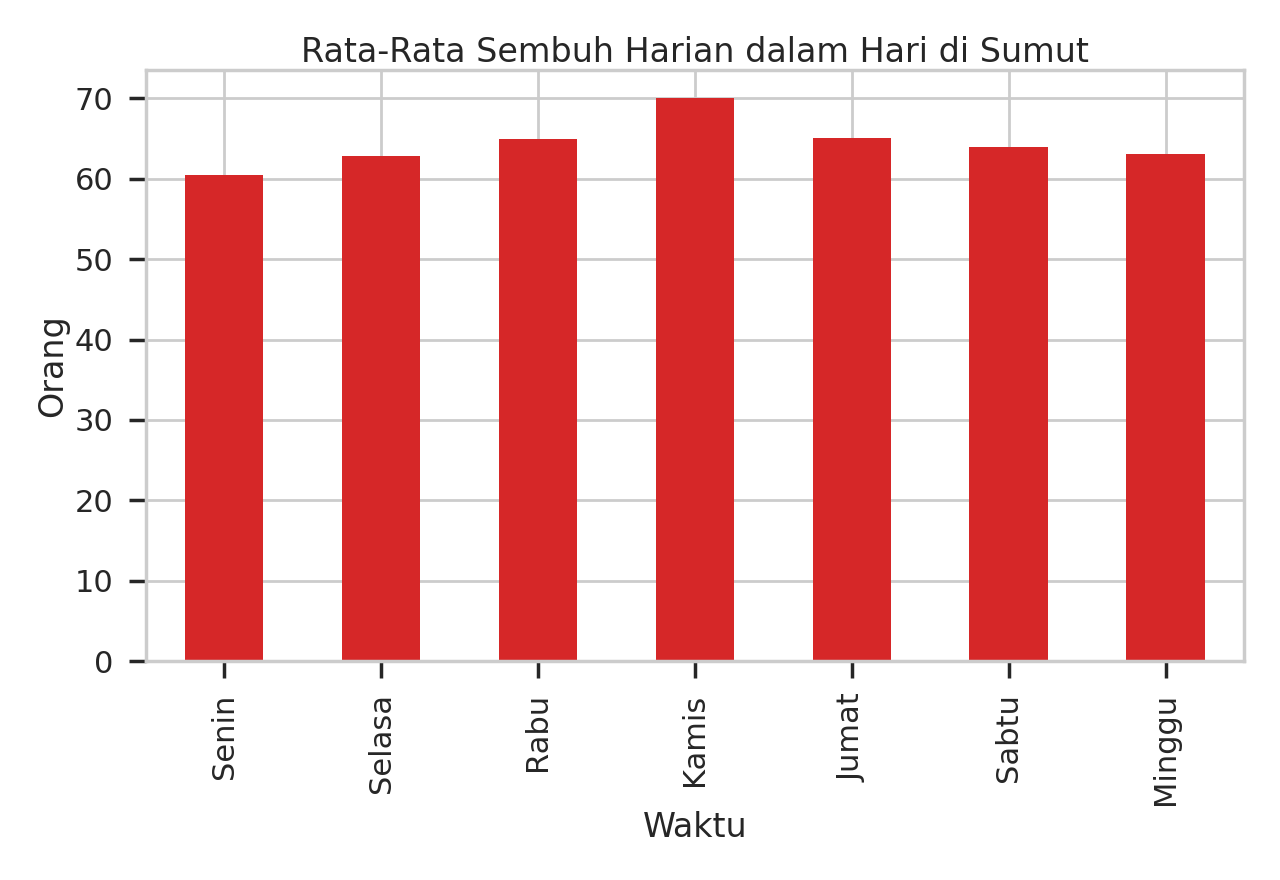 Rata-Rata Sembuh Harian dalam Hari di Sumut
Orang
70
60
50
40
30
20
10
0
Senin
Selasa
Rabu
Kamis
Jumat
Sabtu
Minggu
Waktu